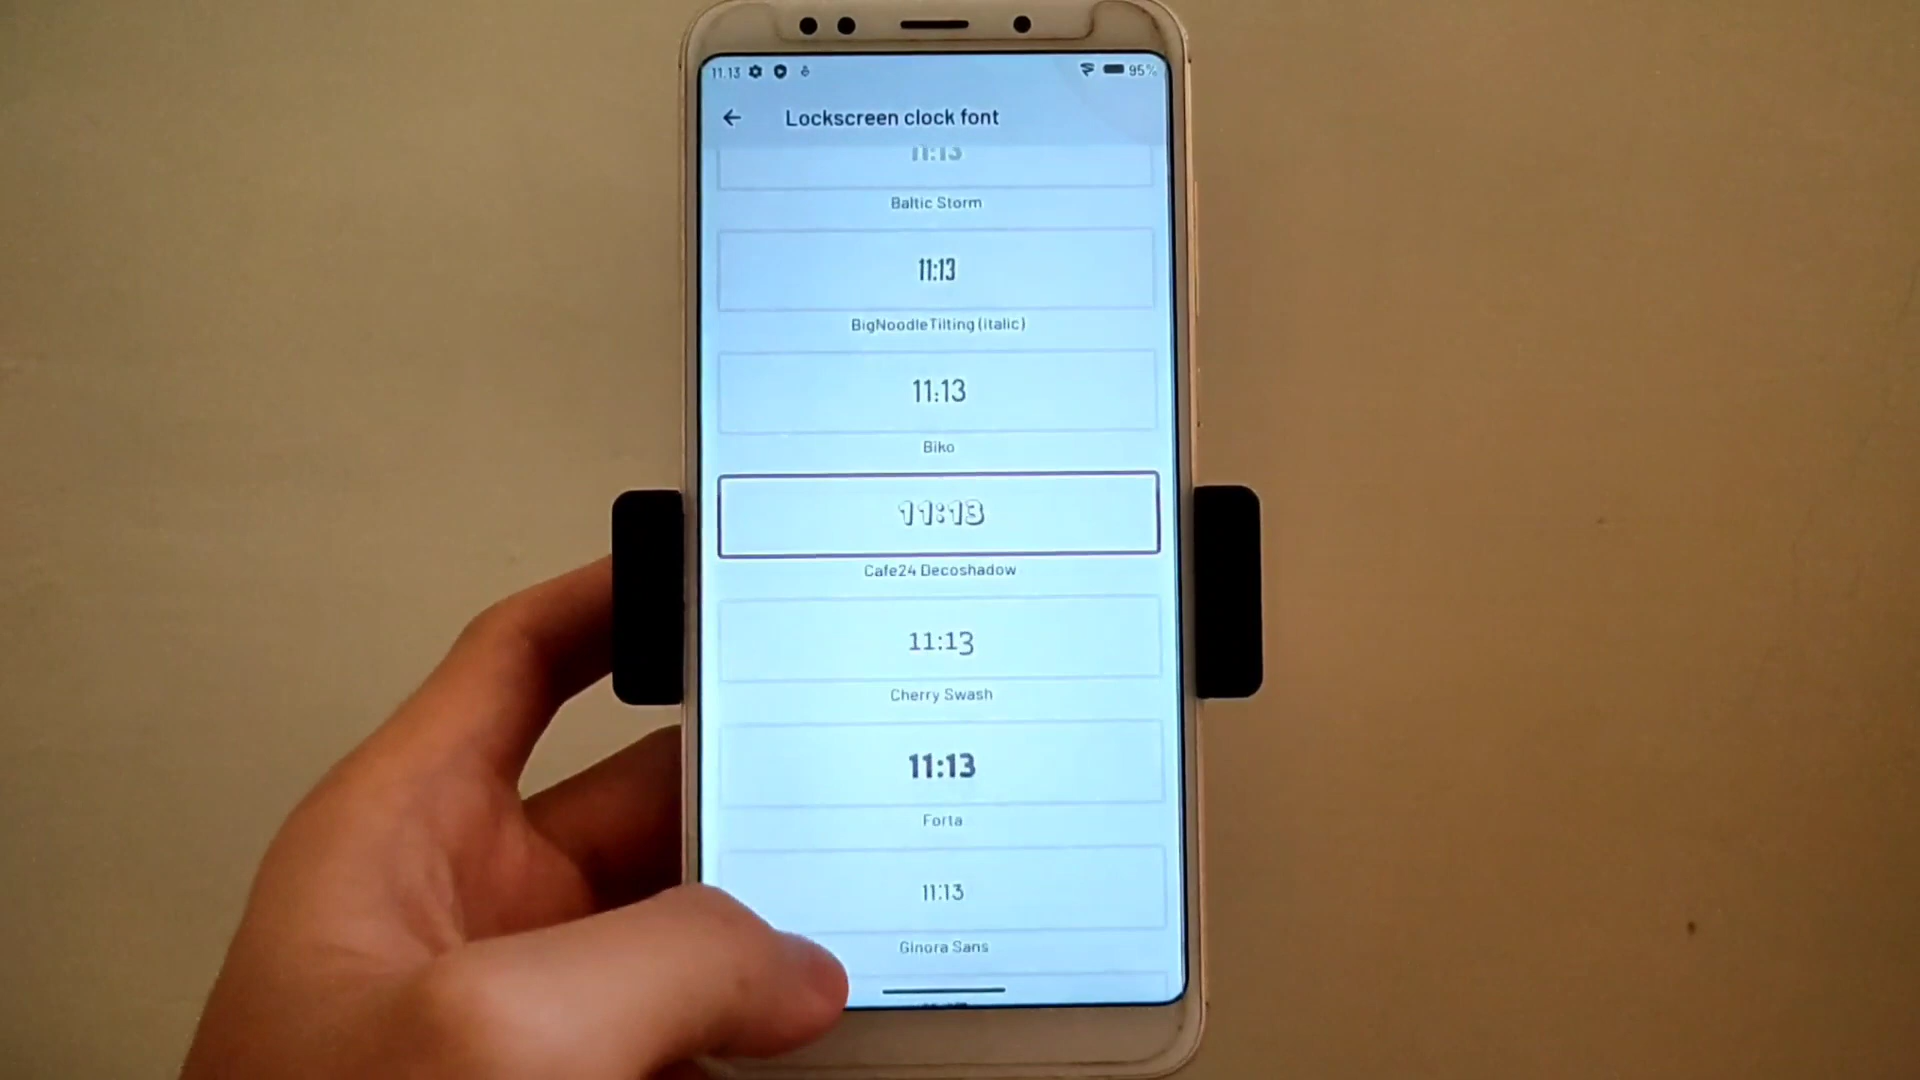 11.13
95%
Lockscreen clock font
11:13
Baltic Storm
11:13
BigNoodleTilting (italic)
11:13
Biko
11:13
Cafe24 Decoshadow
11:13
Cherry Swash
11:13
Forta
11:13
Ginora Sans